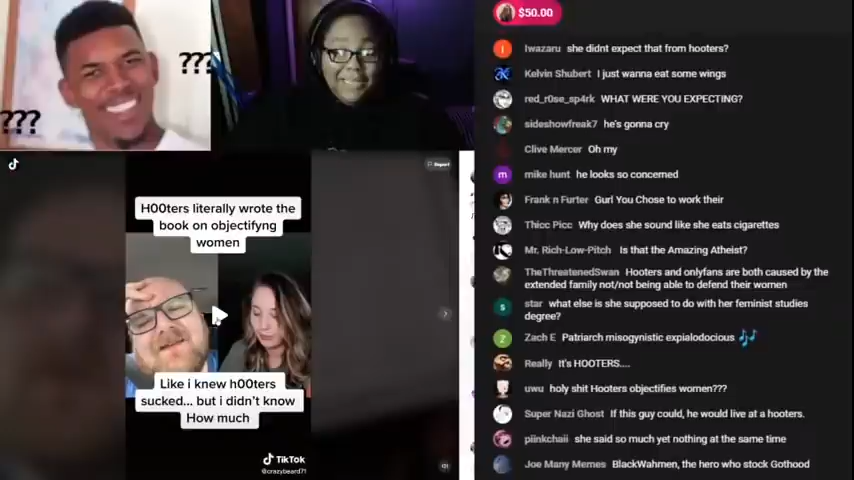 ???
???
H00ters literally wrote the
book on objectifyng
women
Like i knew h00ters
sucked... but i didn't know
How much
TikTok
@crazybeard71
Report
$50.00
Iwazaru she didnt expect that from hooters?
Kelvin Shubert I just wanna eat some wings
red_r0se_sp4rk WHAT WERE YOU EXPECTING?
sideshowfreak7 he's gonna cry
Clive Mercer Oh my
mike hunt he looks so concerned
Frank n Furter Gurl You Chose to work their
Thicc Picc Why does she sound like she eats cigarettes
Mr. Rich-Low-Pitch Is that the Amazing Atheist?
TheThreatenedSwan Hooters and onlyfans are both caused by the
extended family not/not being able to defend their women
star what else is she supposed to do with her feminist studies
degree?
Zach E Patriarch misogynistic expialodocious
Really It's HOOTERS....
uwu holy shit Hooters objectifies women???
Super Nazi Ghost If this guy could, he would live at a hooters.
piinkchaii she said so much yet nothing at the same time
Joe Many Memes BlackWahmen, the hero who stock Gothood